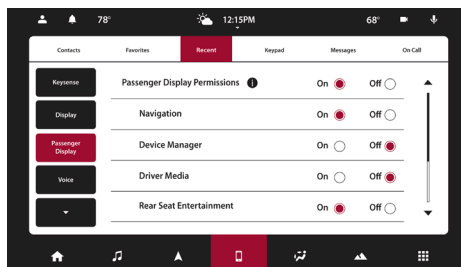 78° 12:15PM 68°
Contacts Favorites Recent Keypad Messages On Call
Keysense
Passenger Display Permissions i On Off
Display
Navigation On Off
Passenger
Display
Device Manager On Off
Voice
Driver Media On Off
Rear Seat Entertainment On Off